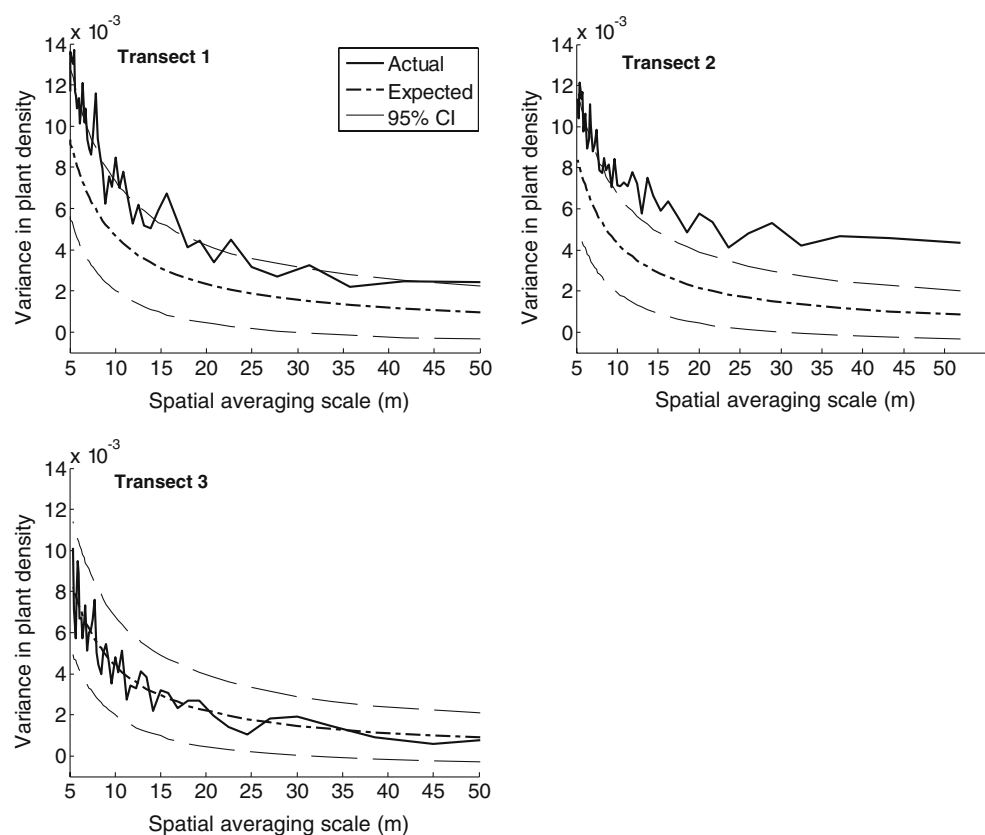 x 10-3
Transect 1
Actual
Expected
95% CI
14
12
10
8
6
4
2
0
Variance in plant density
5 10 15 20 25 30 35 40 45 50
Spatial averaging scale (m)
x 10-3
Transect 2
14
12
10
8
6
4
2
0
Variance in plant density
5 10 15 20 25 30 35 40 45 50
Spatial averaging scale (m)
x 10-3
Transect 3
14
12
10
8
6
4
2
0
Variance in plant density
5 10 15 20 25 30 35 40 45 50
Spatial averaging scale (m)